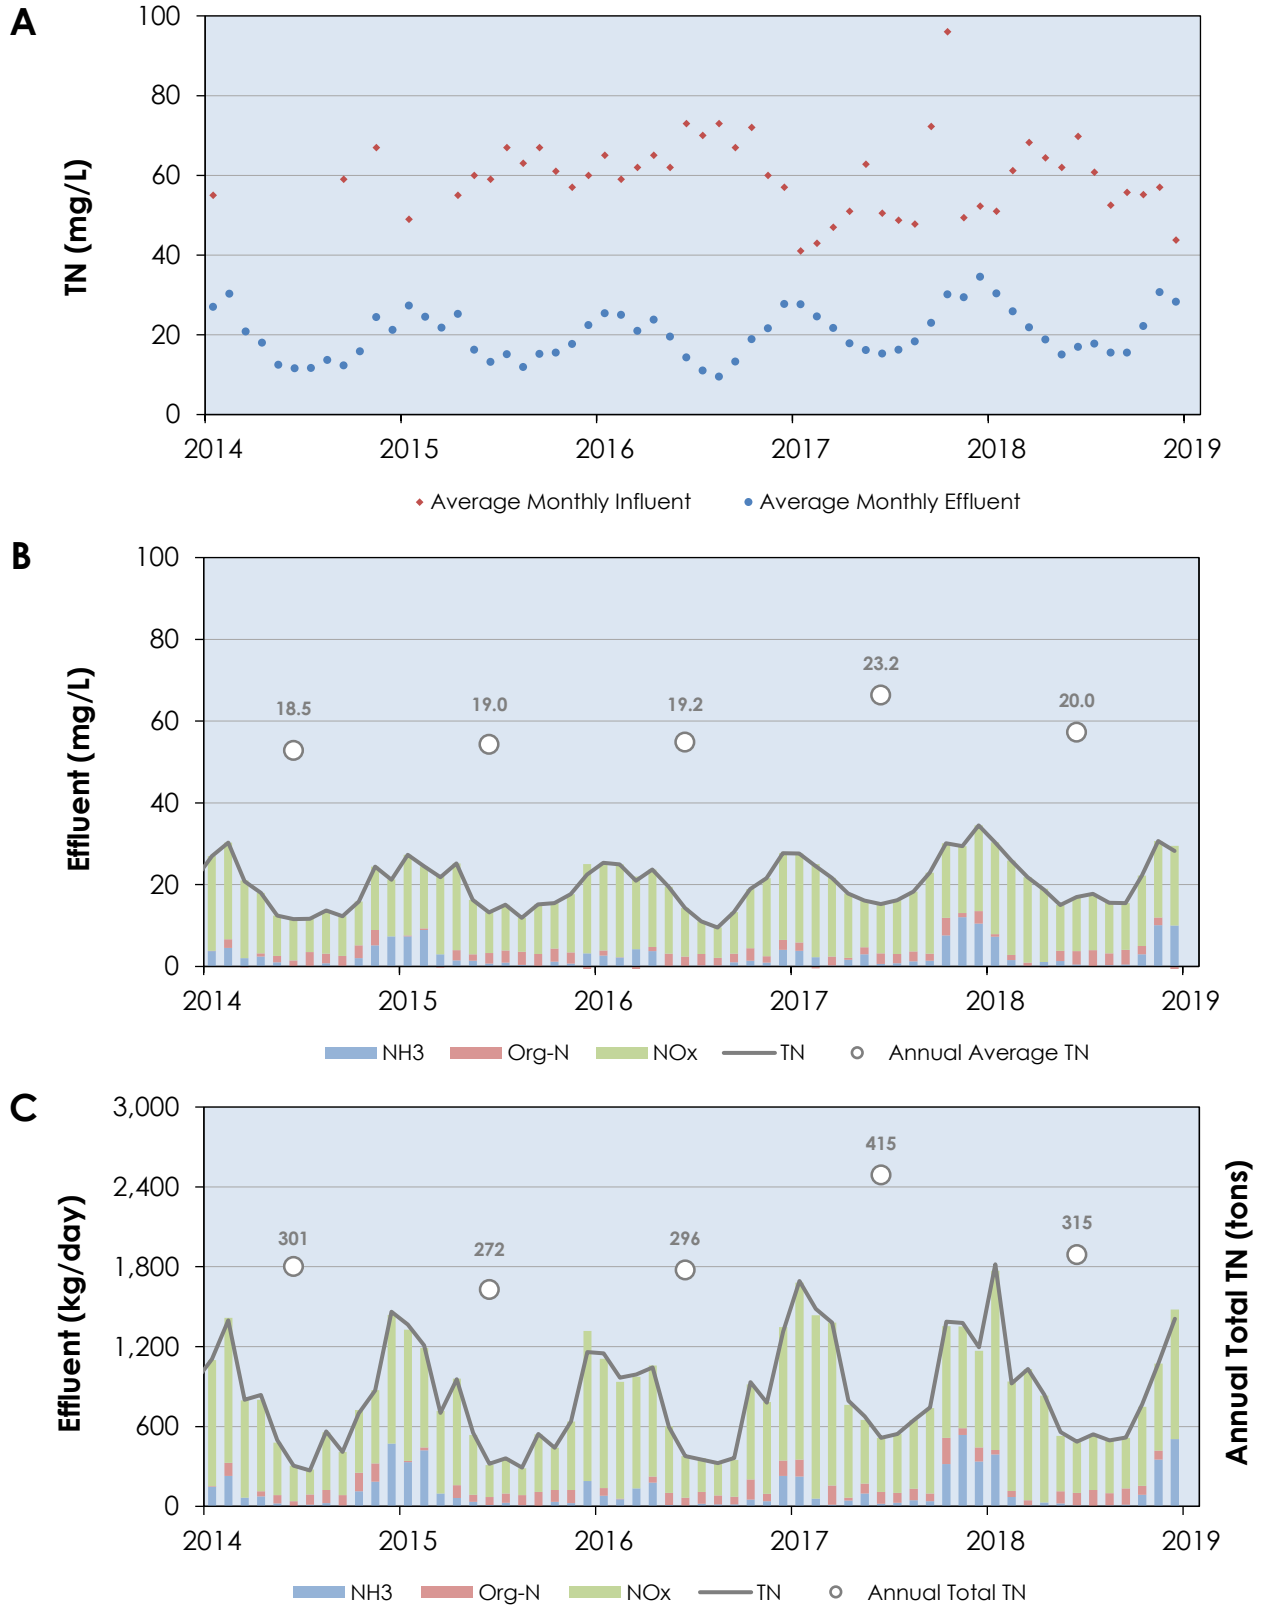 A
100
80
60
40
20
0
TN (mg/L)
2014 2015 2016 2017 2018 2019
Average Monthly Influent Average Monthly Effluent
B
100
80
60
40
20
0
Effluent (mg/L)
18.5 19.0 19.2 23.2 20.0
2014 2015 2016 2017 2018 2019
NH3 Org-N NOx TN Annual Average TN
C
3,000
2,400
1,800
1,200
600
0
Effluent (kg/day)
301 272 296 415 315
Annual Total TN (tons)
2014 2015 2016 2017 2018 2019
NH3 Org-N NOx TN Annual Total TN